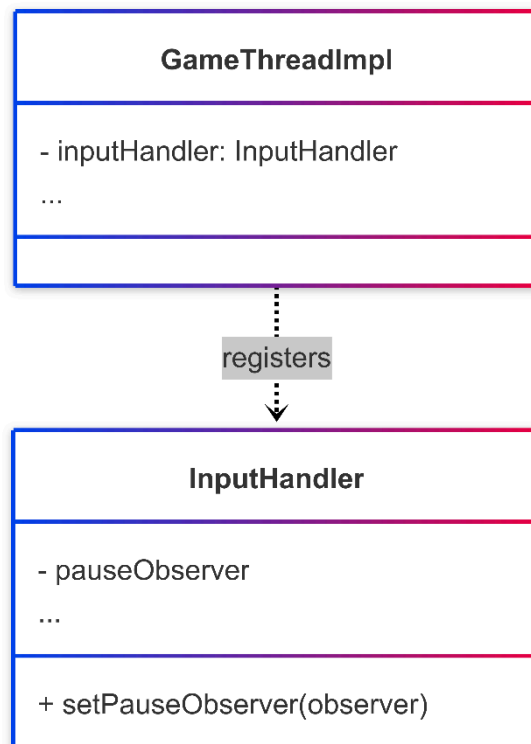 GameThreadImpl
- inputHandler: InputHandler
...
registers
InputHandler
- pauseObserver
...
+ setPauseObserver(observer)